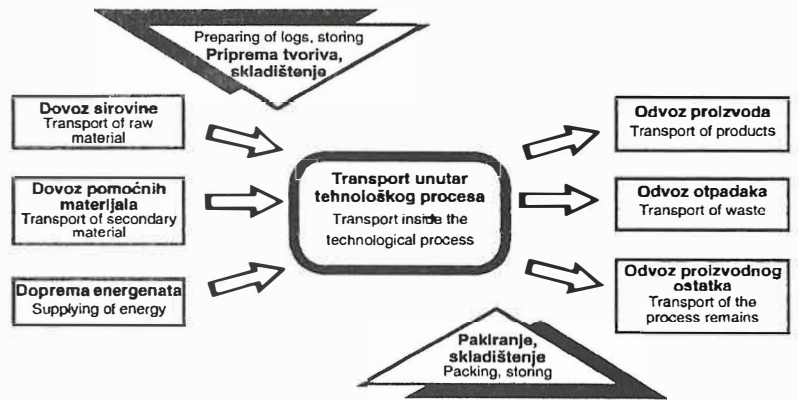 Preparing of logs, storing
Priprema tvoriva,
skladištenje
Dovoz sirovine
Transport of raw
material
Dovoz pomoćnih
materijala
Transport of secondary
material
Doprema energenata
Supplying of energy
Transport unutar
tehnološkog procesa
Transport inside the
technological process
Odvoz proizvoda
Transport of products
Odvoz otpadaka
Transport of waste
Odvoz proizvodnog
ostatka
Transport of the
process remains
Pakiranje,
skladištenje
Packing, storing